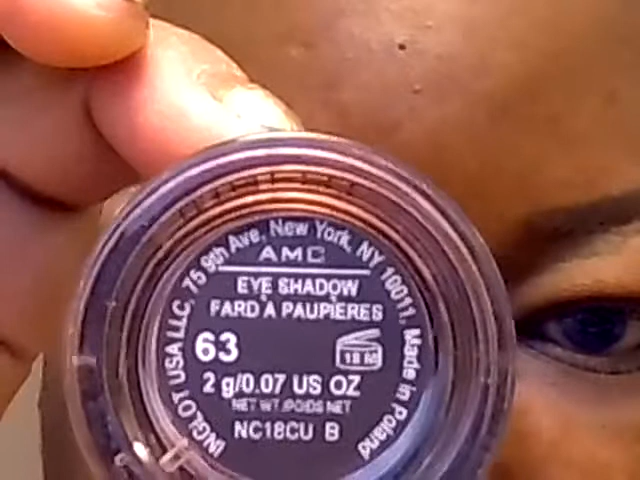 INGLOT USA LLC, 75 9th Ave, New York, NY 10011, Made in Poland
AMC
EYE SHADOW
FARD À PAUPIÈRES
63
18 M
2 g/0.07 US OZ
NET WT./POIDS NET
NC18CU B